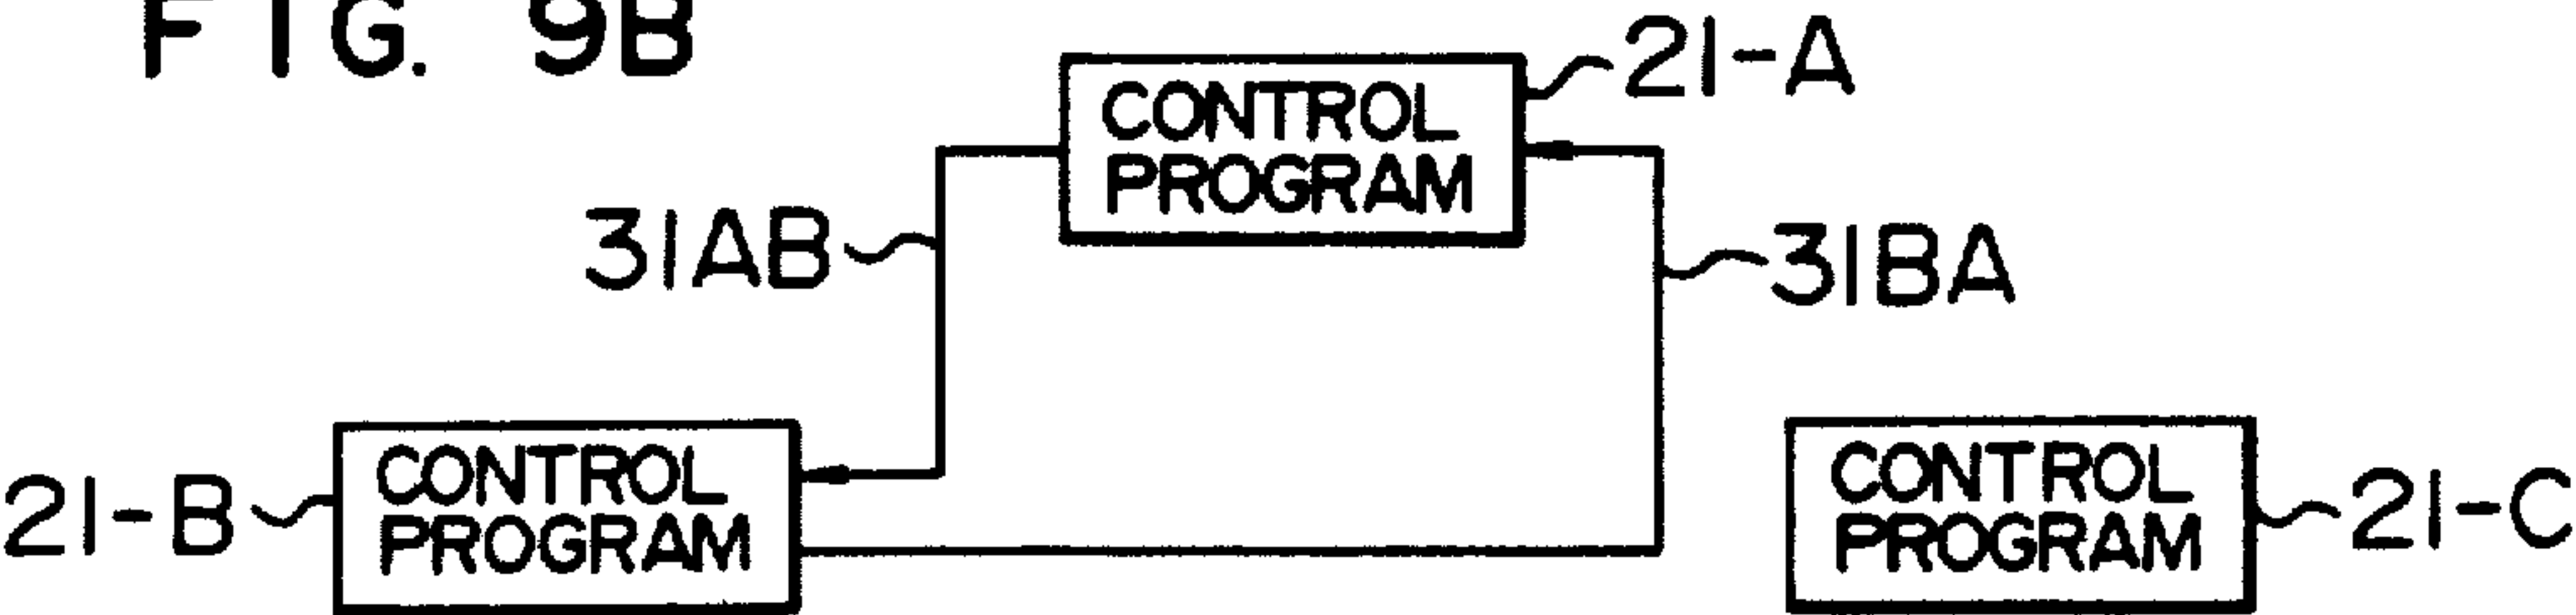 FIG. 9B
21-A
CONTROL
PROGRAM
31AB
31BA
21-B
CONTROL
PROGRAM
CONTROL
PROGRAM
21-C